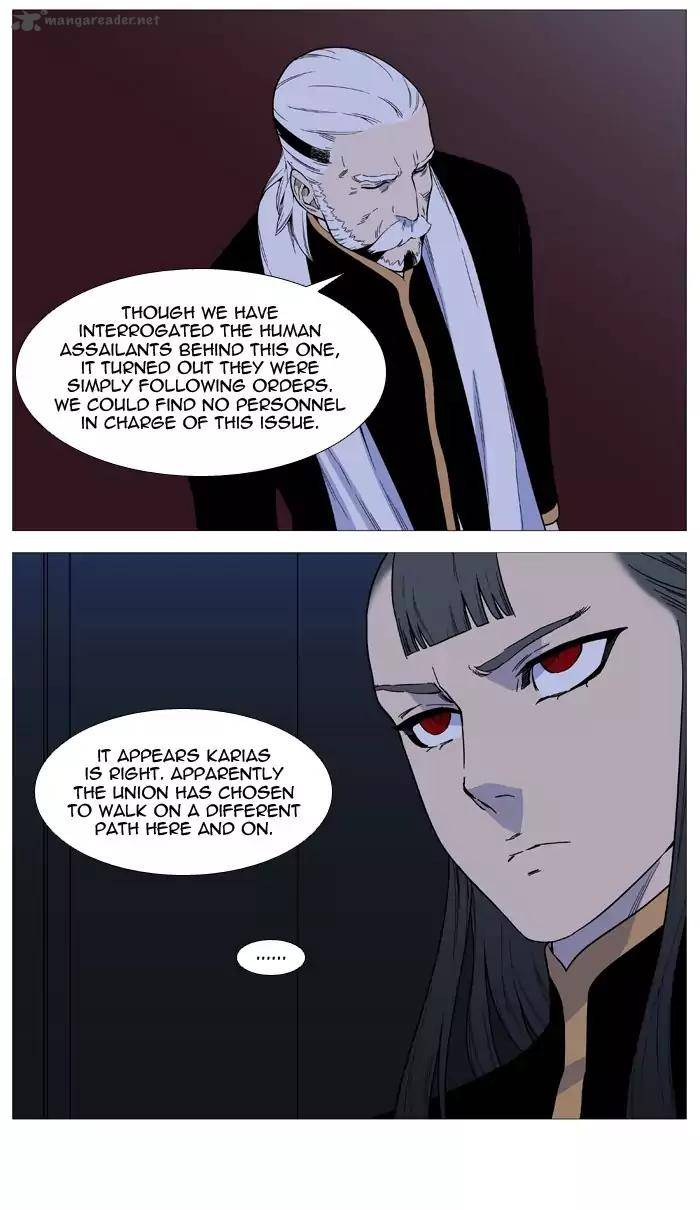 mangareader.net
THOUGH WE HAVE
INTERROGATED THE HUMAN
ASSAILANTS BEHIND THIS ONE,
IT TURNED OUT THEY WERE
SIMPLY FOLLOWING ORDERS.
WE COULD FIND NO PERSONNEL
IN CHARGE OF THIS ISSUE.
IT APPEARS KARIAS
IS RIGHT. APPARENTLY
THE UNION HAS CHOSEN
TO WALK ON A DIFFERENT
PATH HERE AND ON.
......